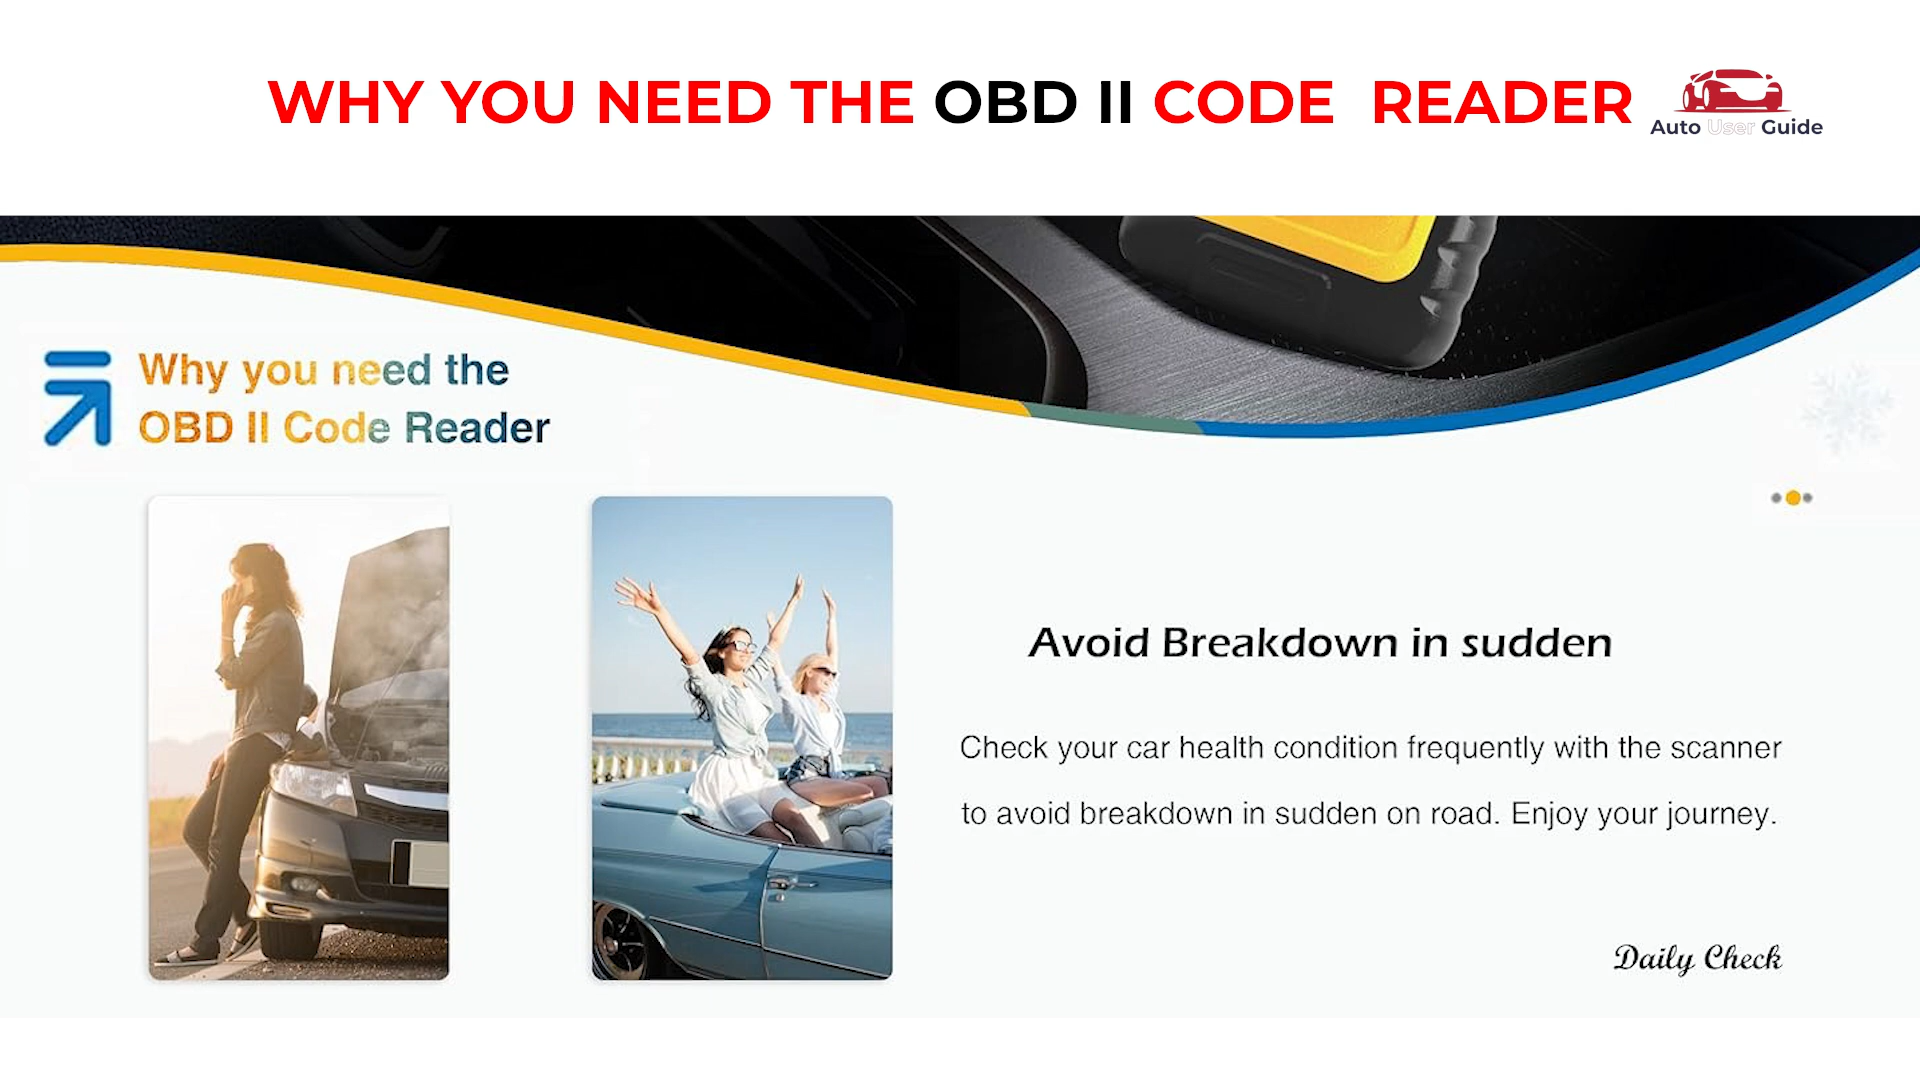 WHY YOU NEED THE OBD II CODE READER
Auto User Guide
Why you need the
OBD II Code Reader
Avoid Breakdown in sudden
Check your car health condition frequently with the scanner
to avoid breakdown in sudden on road. Enjoy your journey.
Daily Check